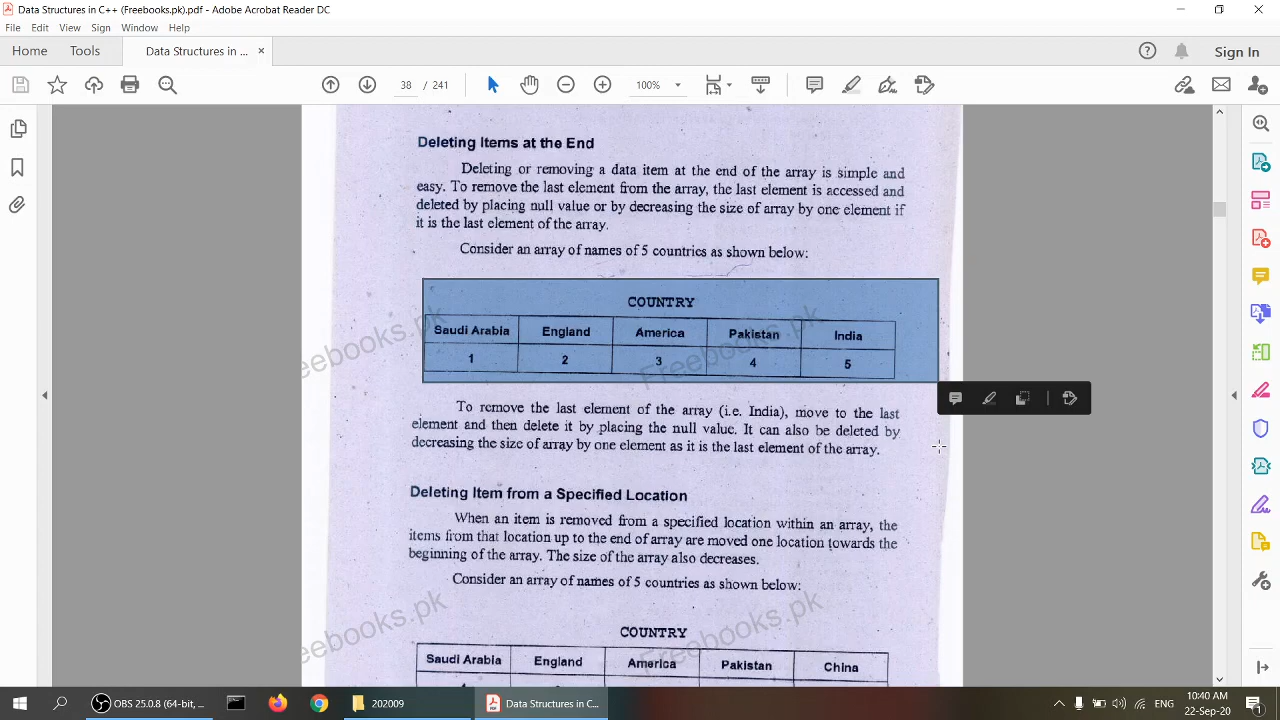 Data Structures in C++ (Freebooks.pk).pdf - Adobe Acrobat Reader DC
File Edit View Sign Window Help
Home Tools Data Structures in ... × Sign In
38 / 241 100%
Deleting Items at the End
Deleting or removing a data item at the end of the array is simple and
easy. To remove the last element from the array, the last element is accessed and
deleted by placing null value or by decreasing the size of array by one element if
it is the last element of the array.
Consider an array of names of 5 countries as shown below:
COUNTRY
Saudi Arabia England America Pakistan India
1 2 3 4 5
Freebooks.pk Freebooks.pk
To remove the last element of the array (i.e. India), move to the last
element and then delete it by placing the null value. It can also be deleted by
decreasing the size of array by one element as it is the last element of the array.
Deleting Item from a Specified Location
When an item is removed from a specified location within an array, the
items from that location up to the end of array are moved one location towards the
beginning of the array. The size of the array also decreases.
Consider an array of names of 5 countries as shown below:
Freebooks.pk Freebooks.pk
COUNTRY
Saudi Arabia England America Pakistan China
OBS 25.0.8 (64-bit, ... 202009 Data Structures in C... ENG 10:40 AM
22-Sep-20